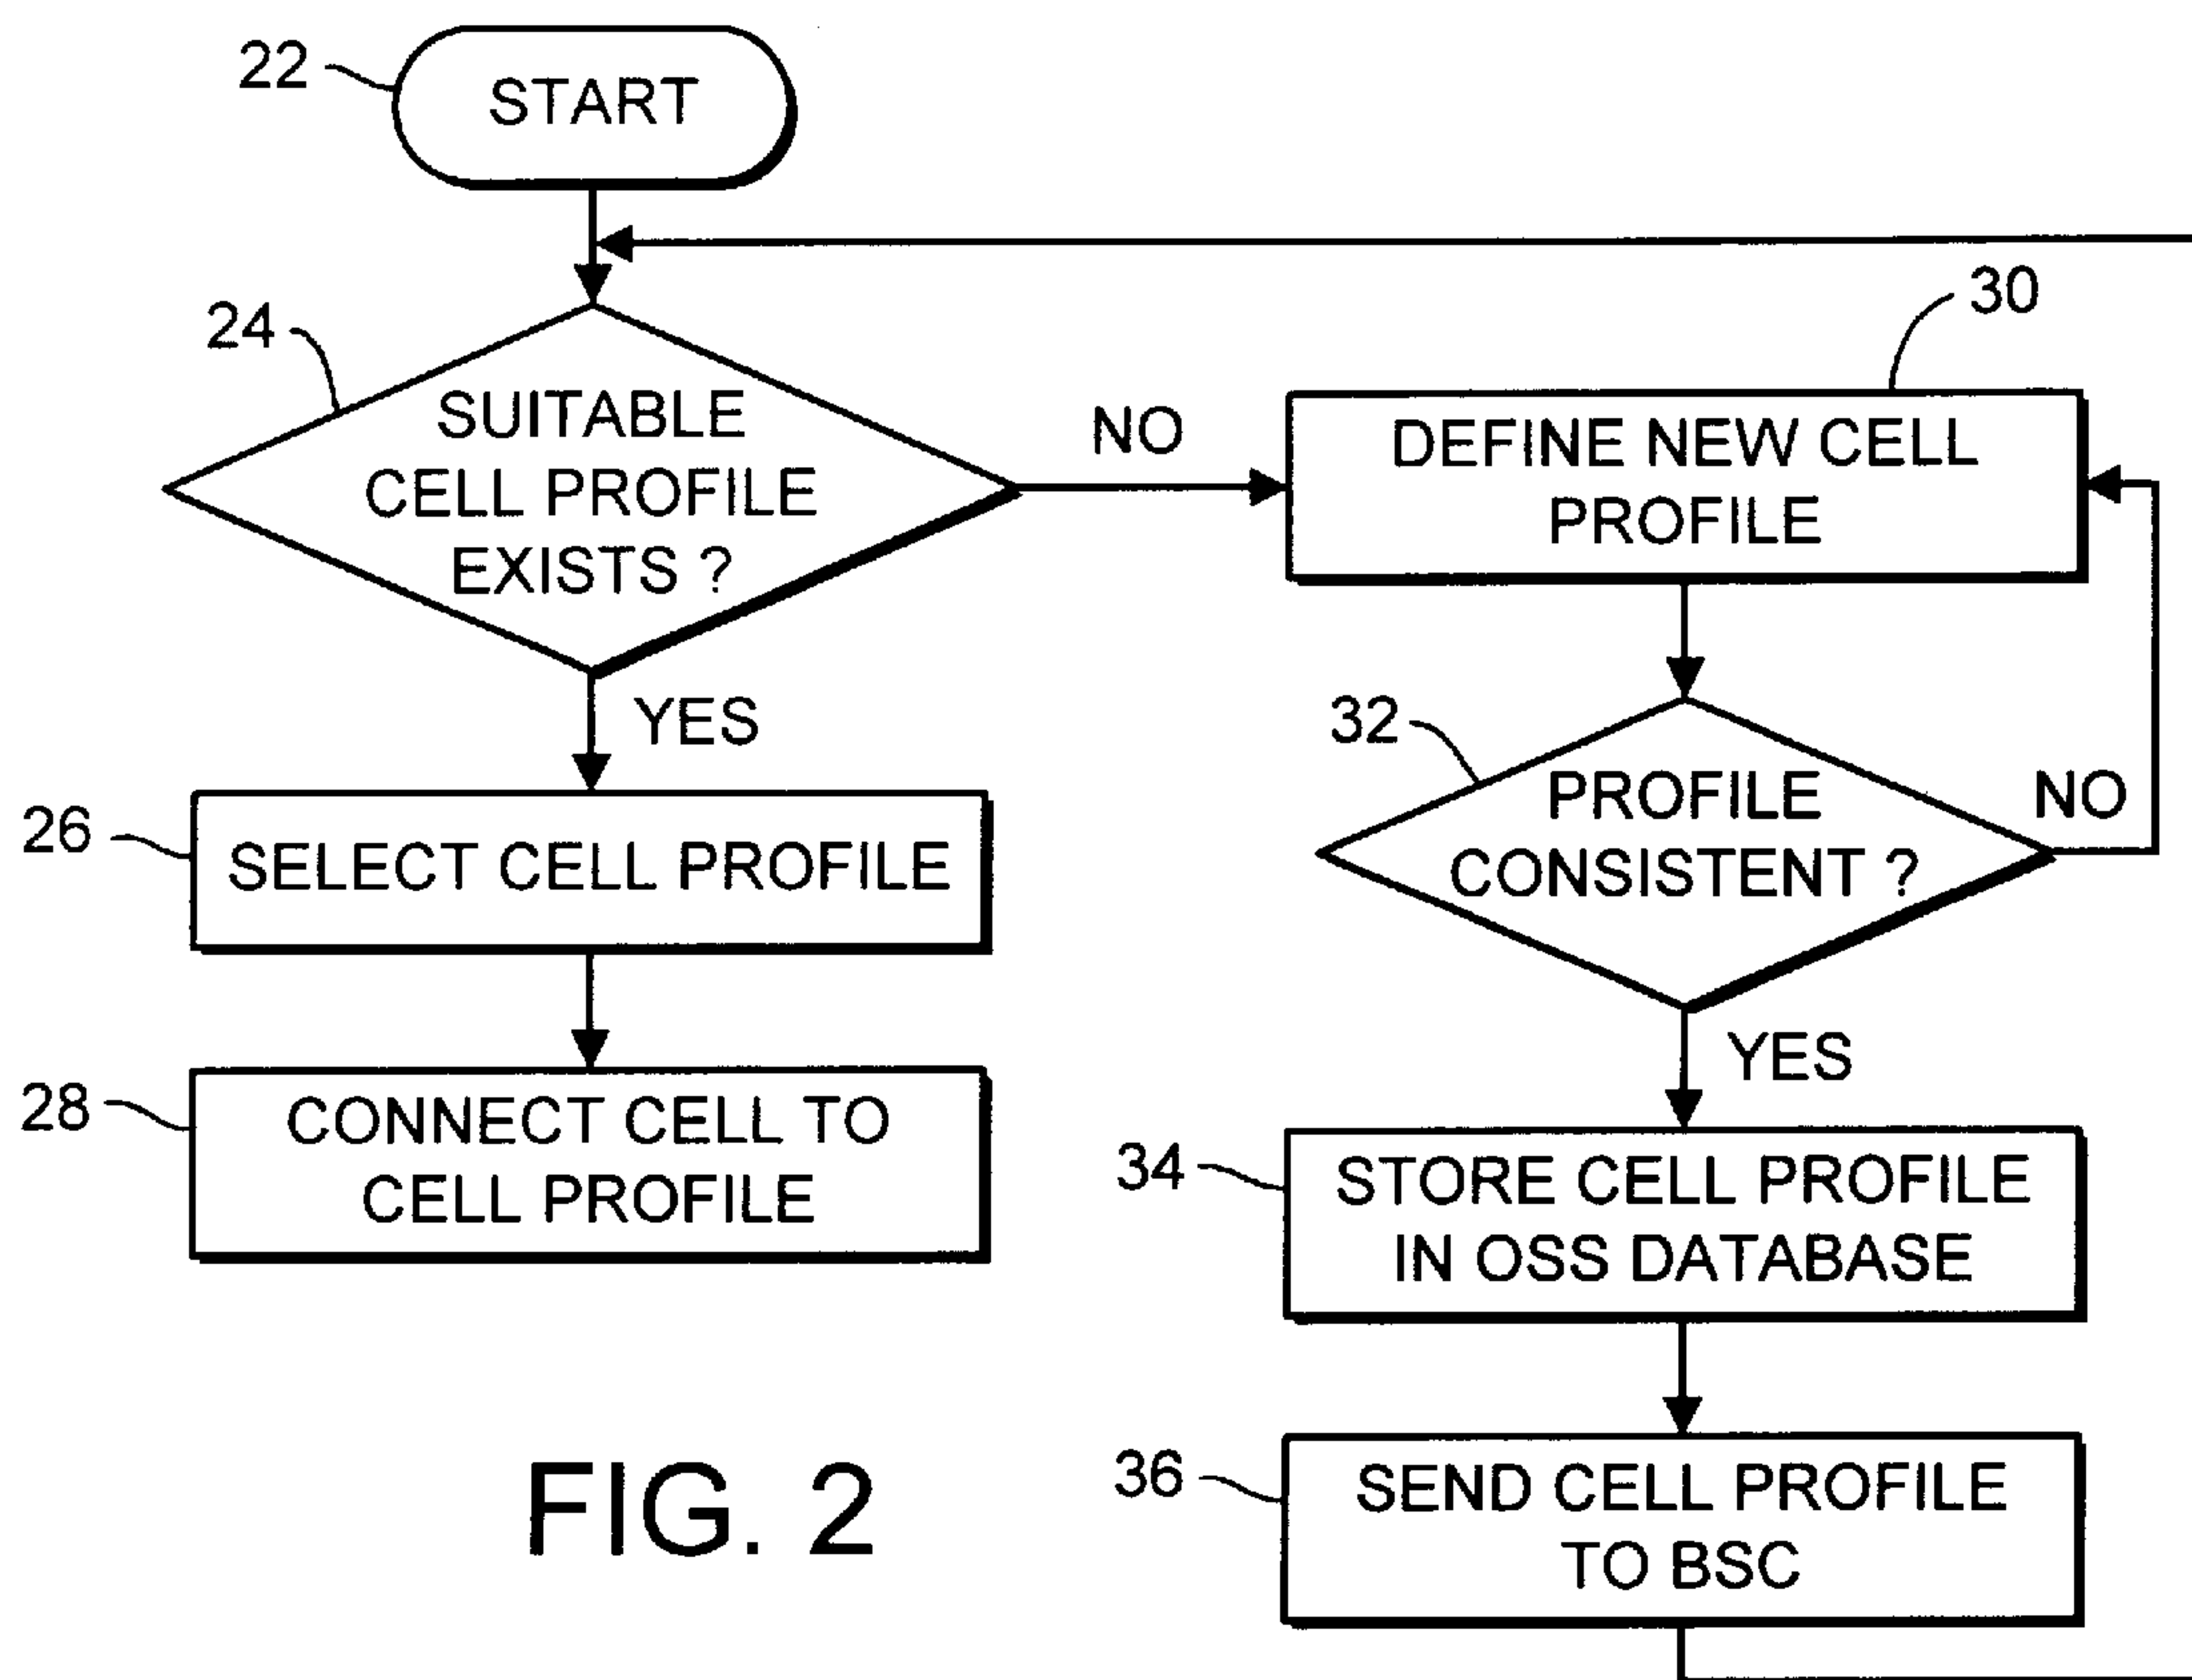 22
START
24
SUITABLE
CELL PROFILE
EXISTS ?
NO
YES
26
SELECT CELL PROFILE
28
CONNECT CELL TO
CELL PROFILE
30
DEFINE NEW CELL
PROFILE
32
PROFILE
CONSISTENT ?
NO
YES
34
STORE CELL PROFILE
IN OSS DATABASE
36
SEND CELL PROFILE
TO BSC
FIG. 2